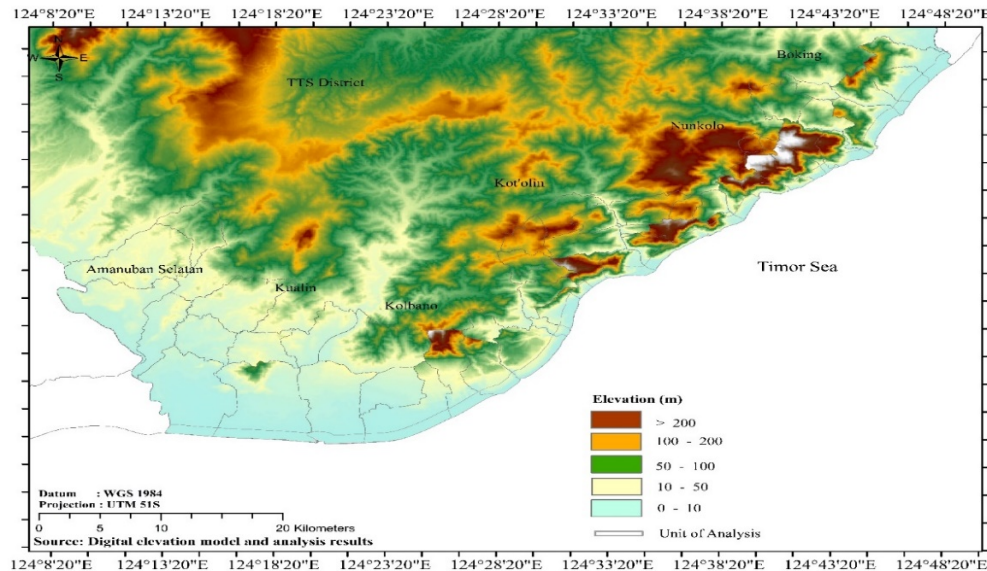 124°8'20"E 124°13'20"E 124°18'20"E 124°23'20"E 124°28'20"E 124°33'20"E 124°38'20"E 124°43'20"E 124°48'20"E
W E
S
Boking
TTS District
Nunkolo
Kot'olin
Amanuban Selatan
Timor Sea
Kualin
Kolbano
Elevation (m)
> 200
100 - 200
50 - 100
10 - 50
0 - 10
Unit of Analysis
Datum : WGS 1984
Projection : UTM 51S
0 5 10 20 Kilometers
Source: Digital elevation model and analysis results
124°8'20"E 124°13'20"E 124°18'20"E 124°23'20"E 124°28'20"E 124°33'20"E 124°38'20"E 124°43'20"E 124°48'20"E